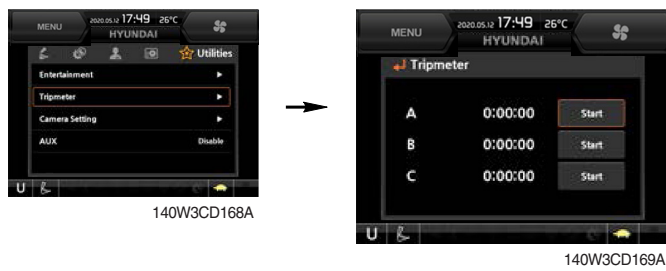 MENU
2020.05.12 17:49 26°C
HYUNDAI
Utilities
Entertainment
Tripmeter
Camera Setting
AUX Disable
U
140W3CD168A
MENU
2020.05.12 17:49 26°C
HYUNDAI
Tripmeter
A 0:00:00 Start
B 0:00:00 Start
C 0:00:00 Start
U
140W3CD169A